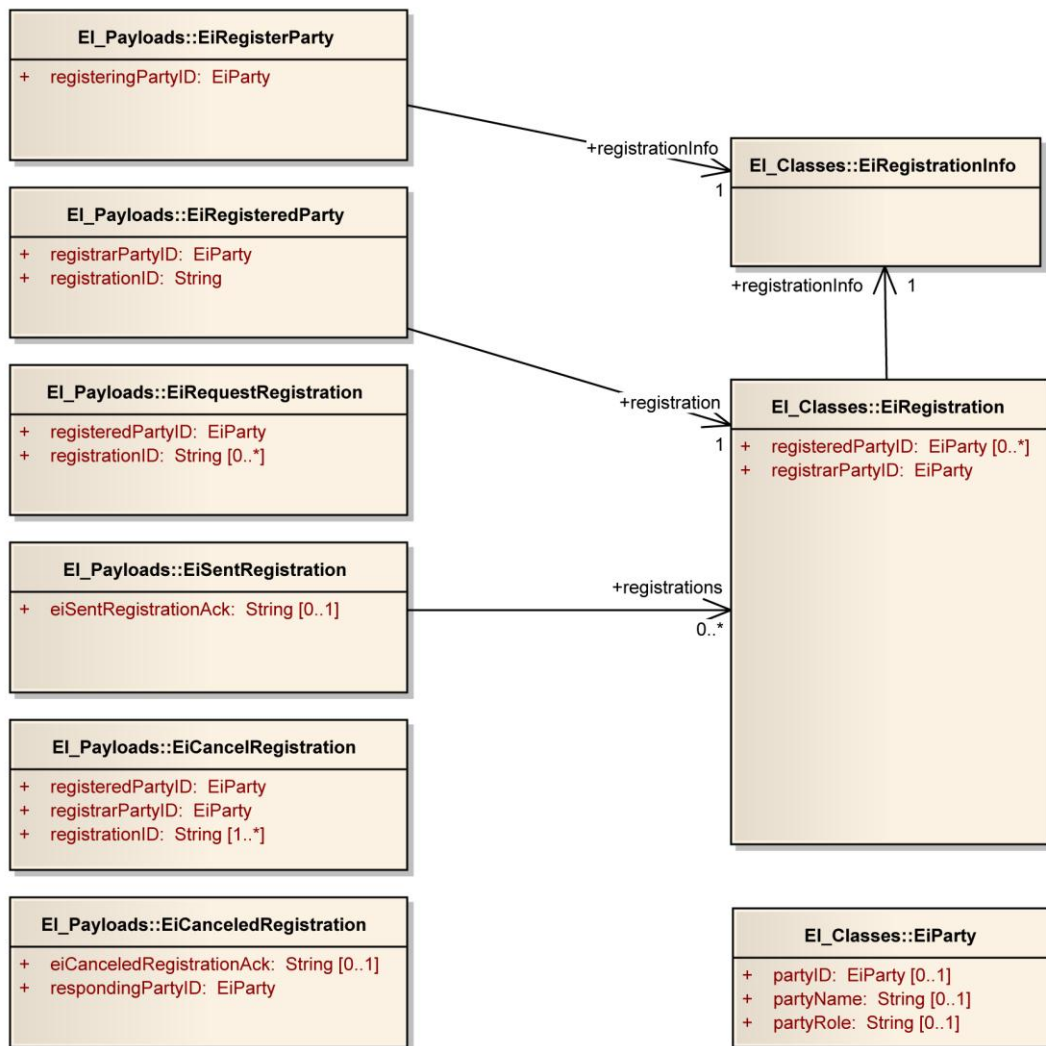 EI_Payloads::EiRegisterParty
+ registeringPartyID: EiParty
+registrationInfo
1
EI_Classes::EiRegistrationInfo
EI_Payloads::EiRegisteredParty
+ registrarPartyID: EiParty
+ registrationID: String
+registrationInfo
1
EI_Payloads::EiRequestRegistration
+ registeredPartyID: EiParty
+ registrationID: String [0..*]
+registration
1
EI_Classes::EiRegistration
+ registeredPartyID: EiParty [0..*]
+ registrarPartyID: EiParty
EI_Payloads::EiSentRegistration
+ eiSentRegistrationAck: String [0..1]
+registrations
0..*
EI_Payloads::EiCancelRegistration
+ registeredPartyID: EiParty
+ registrarPartyID: EiParty
+ registrationID: String [1..*]
EI_Payloads::EiCanceledRegistration
+ eiCanceledRegistrationAck: String [0..1]
+ respondingPartyID: EiParty
EI_Classes::EiParty
+ partyID: EiParty [0..1]
+ partyName: String [0..1]
+ partyRole: String [0..1]